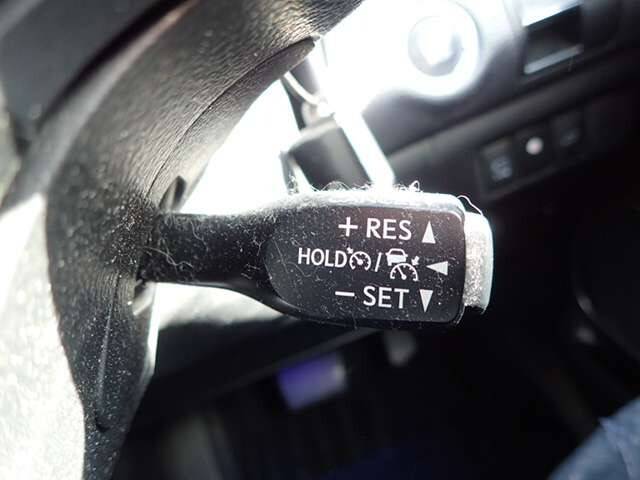 + RES
HOLD /
− SET